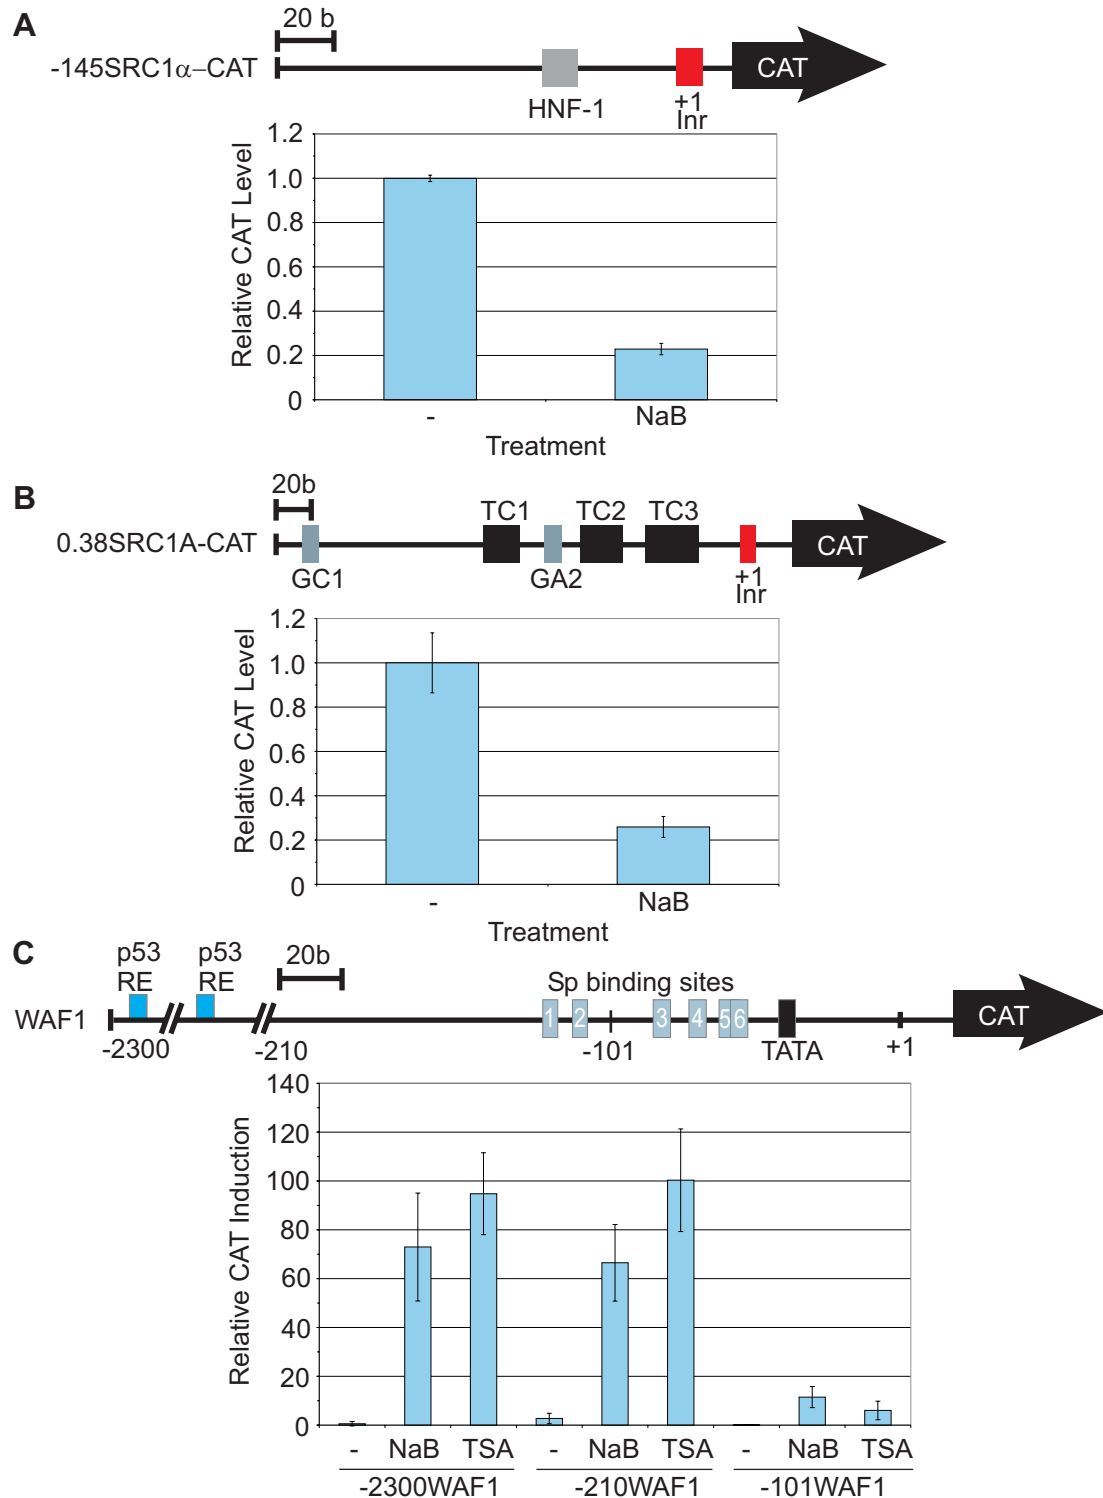 A
20 b
-145SRC1α–CAT
CAT
HNF-1
+1
Inr
1.2
1.0
0.8
0.6
0.4
0.2
0
Relative CAT Level
-
NaB
Treatment
B
20b
TC1
TC2
TC3
0.38SRC1A-CAT
CAT
GC1
GA2
+1
Inr
1.2
1.0
0.8
0.6
0.4
0.2
0
Relative CAT Level
-
NaB
Treatment
C
p53
RE
p53
RE
20b
Sp binding sites
WAF1
1
2
3
4
5
6
CAT
-2300
-210
-101
TATA
+1
140
120
100
80
60
40
20
0
Relative CAT Induction
- NaB TSA - NaB TSA - NaB TSA
-2300WAF1 -210WAF1 -101WAF1